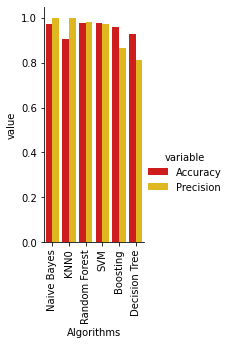 1.0
0.8
0.6
0.4
0.2
0.0
value
Naive Bayes
KNN0
Random Forest
SVM
Boosting
Decision Tree
Algorithms
variable
Accuracy
Precision